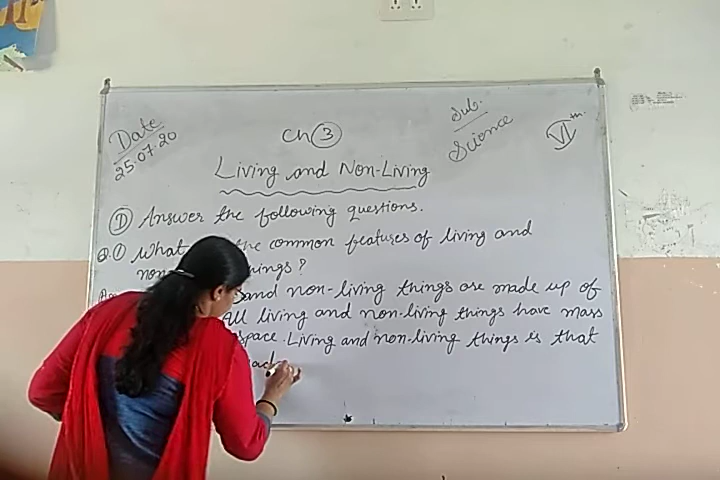 Date
25.07.20
Ch 3
Sub.
Science
VI th.
Living and Non-Living
D Answer the following questions.
Q.1 What the common features of living and
non things?
and non-living things are made up of
All living and non-living things have mass
space. Living and non-living things is that